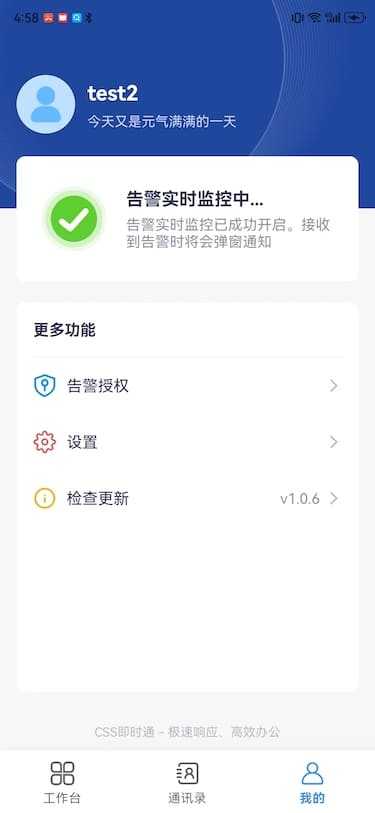 4:58
test2
今天又是元气满满的一天
告警实时监控中...
告警实时监控已成功开启。接收
到告警时将会弹窗通知
更多功能
告警授权
设置
检查更新 v1.0.6
CSS即时通 - 极速响应、高效办公
工作台 通讯录 我的